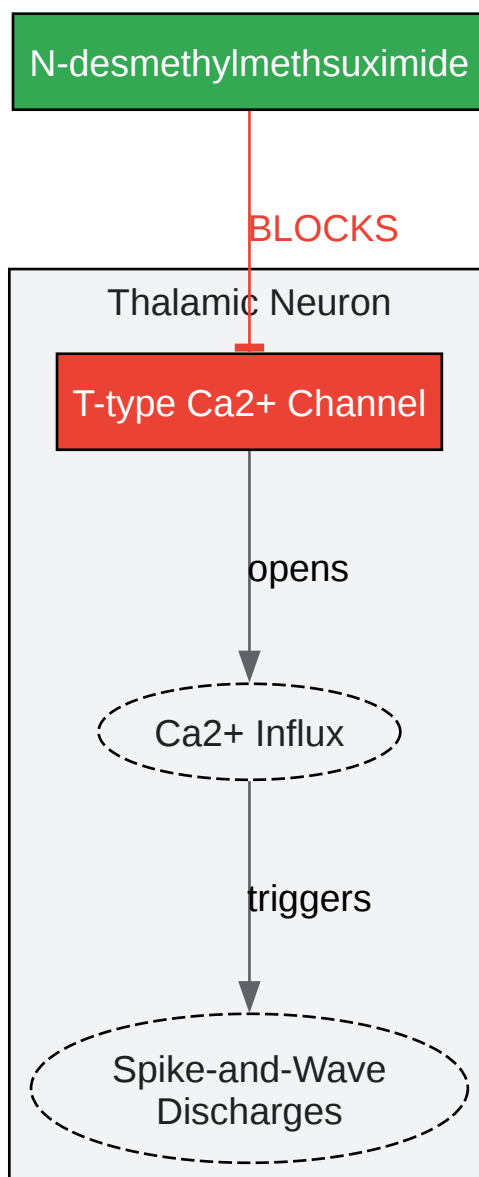 N-desmethylmethsuximide
BLOCKS
Thalamic Neuron
T-type Ca2+ Channel
opens
Ca2+ Influx
triggers
Spike-and-Wave
Discharges